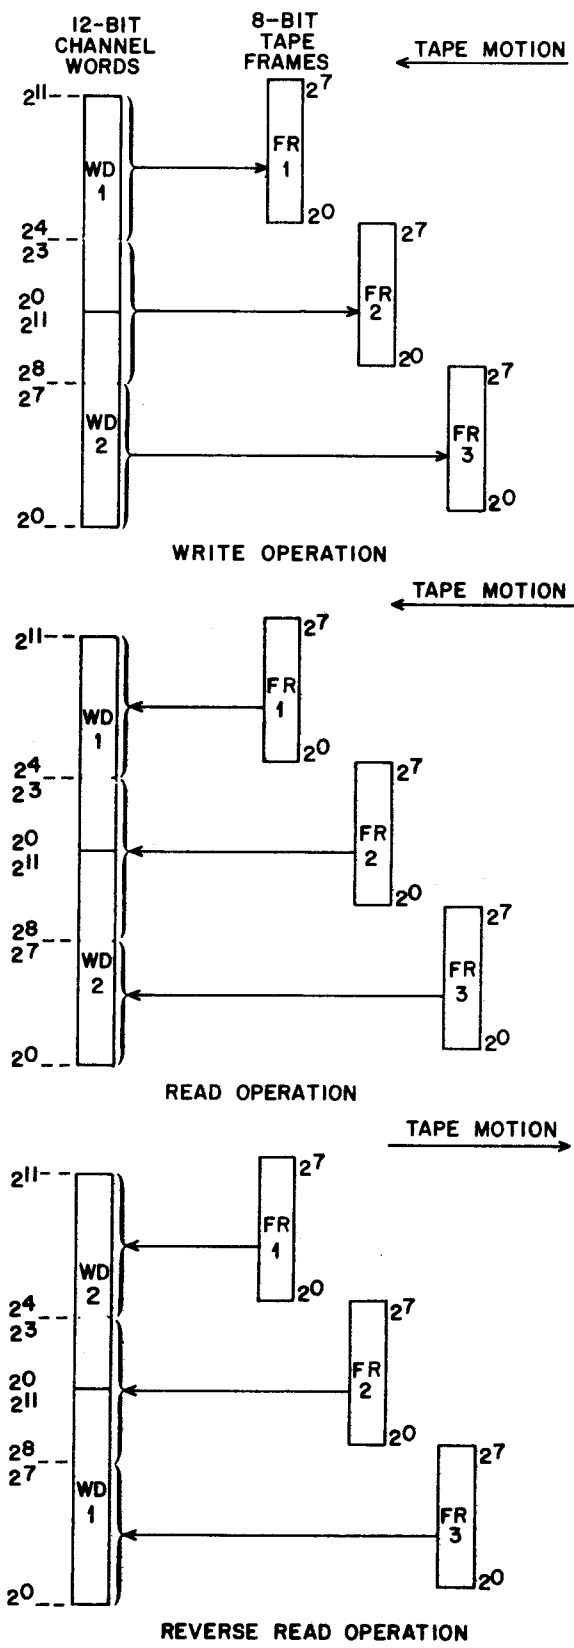 12-BIT
CHANNEL
WORDS
8-BIT
TAPE
FRAMES
TAPE MOTION
2^11
2^7
WD
1
FR
1
2^0
2^4
2^3
2^7
2^0
2^11
FR
2
2^8
2^7
2^0
2^7
WD
2
FR
3
2^0
2^0
WRITE OPERATION
TAPE MOTION
2^11
2^7
WD
1
FR
1
2^0
2^4
2^3
2^7
2^0
2^11
FR
2
2^8
2^7
2^0
2^7
WD
2
FR
3
2^0
2^0
READ OPERATION
TAPE MOTION
2^11
2^7
WD
2
FR
1
2^0
2^4
2^3
2^7
2^0
2^11
FR
2
2^8
2^7
2^0
2^7
WD
1
FR
3
2^0
2^0
REVERSE READ OPERATION